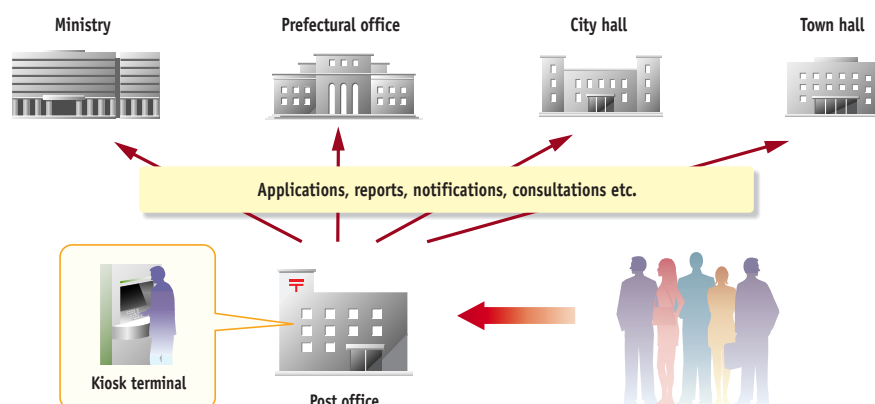 Ministry
Prefectural office
City hall
Town hall
Applications, reports, notifications, consultations etc.
Kiosk terminal
Post office